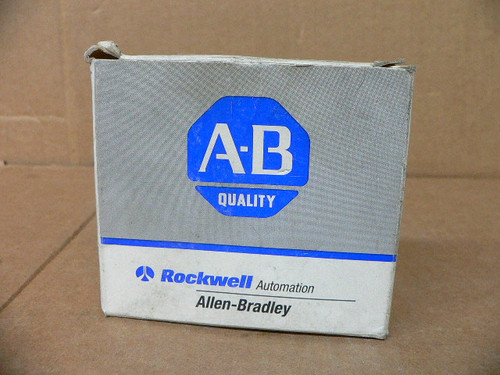 A-B
QUALITY
Rockwell Automation
Allen-Bradley